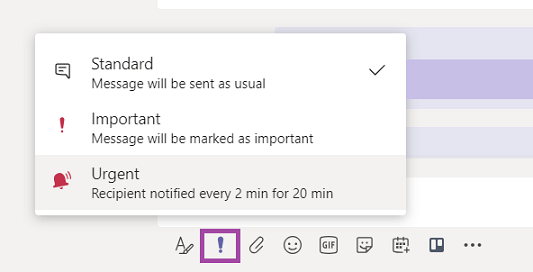 Standard
Message will be sent as usual
Important
Message will be marked as important
Urgent
Recipient notified every 2 min for 20 min
GIF